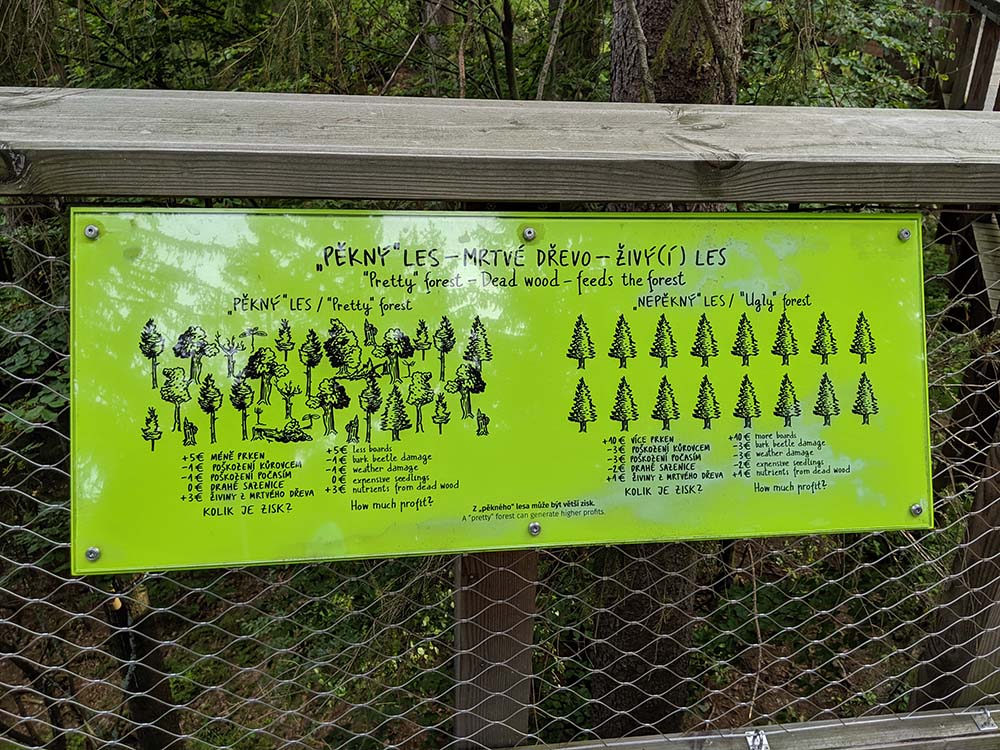 „PĚKNÝ“ LES – MRTVÉ DŘEVO – ŽIVÝ(Í) LES
"Pretty" forest – Dead wood – feeds the forest
„PĚKNÝ“ LES / "Pretty" forest
+5€ MÉNĚ PRKEN
-1€ POŠKOZENÍ KŮROVCEM
-1€ POŠKOZENÍ POČASÍM
0€ DRAHÉ SAZENICE
+3€ ŽIVINY Z MRTVÉHO DŘEVA
KOLIK JE ZISK?
+5€ less boards
-1€ bark beetle damage
-1€ weather damage
0€ expensive seedlings
+3€ nutrients from dead wood
How much profit?
„NEPĚKNÝ“ LES / "Ugly" forest
+10€ VÍCE PRKEN
-3€ POŠKOZENÍ KŮROVCEM
-3€ POŠKOZENÍ POČASÍM
-2€ DRAHÉ SAZENICE
+1€ ŽIVINY Z MRTVÉHO DŘEVA
KOLIK JE ZISK?
+10€ more boards
-3€ bark beetle damage
-3€ weather damage
-2€ expensive seedlings
+1€ nutrients from dead wood
How much profit?
Z „pěkného“ lesa může být větší zisk.
A "pretty" forest can generate higher profits.